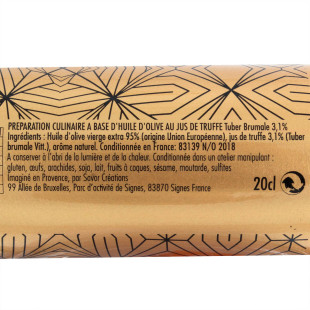 PREPARATION CULINAIRE A BASE D'HUILE D'OLIVE AU JUS DE TRUFFE Tuber Brumale 3,1%
Ingrédients : Huile d'olive vierge extra 95% (origine Union Européenne), jus de truffe 3,1% (Tuber
brumale Vitt.), arôme naturel. Conditionnée en France: 83139 N/O 2018
A conserver à l'abri de la lumière et de la chaleur. Conditionnée dans un atelier manipulant :
gluten, œufs, arachides, soja, lait, fruits à coques, sésame, moutarde, sulfites
Imaginé en Provence, par Savor Créations
99 Allée de Bruxelles, Parc d'activité de Signes, 83870 Signes France
20cl